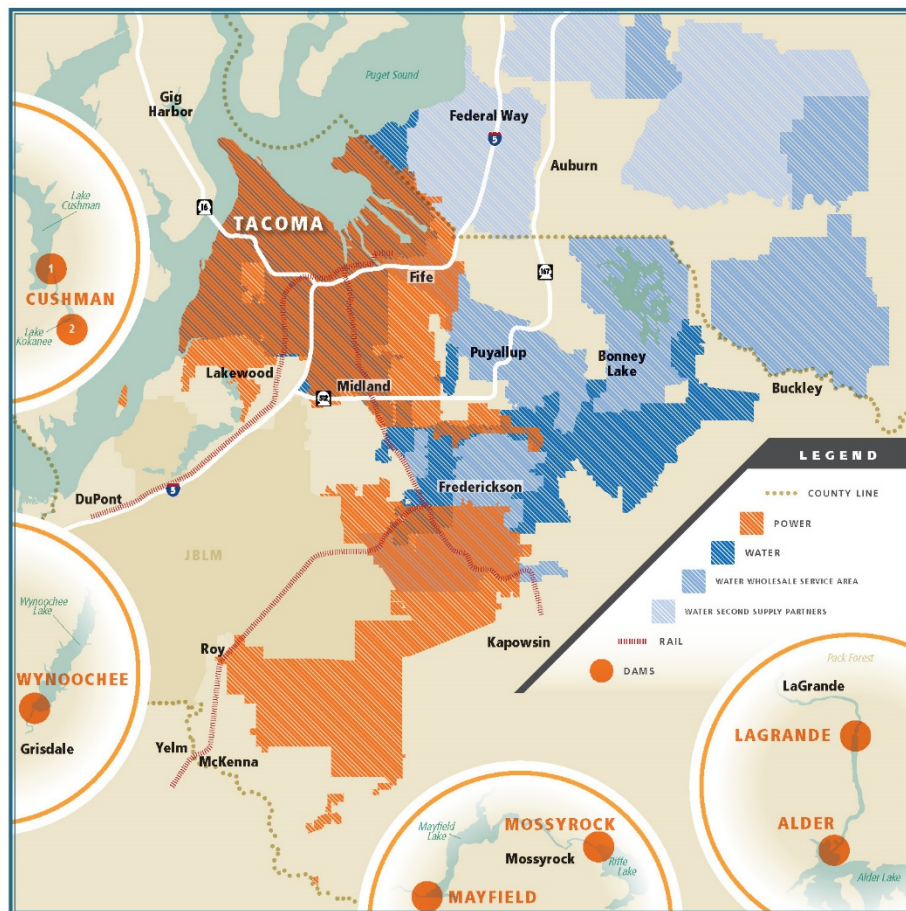 Puget Sound
Gig
Harbor
Federal Way
5
Auburn
16
TACOMA
Lake
Cushman
1
CUSHMAN
2
Lake
Kokanee
Fife
167
Puyallup
Bonney
Lake
Lakewood
Midland
512
Buckley
LEGEND
COUNTY LINE
POWER
WATER
WATER WHOLESALE SERVICE AREA
WATER SECOND SUPPLY PARTNERS
RAIL
DAMS
Frederickson
DuPont
5
JBLM
Wynoochee
Lake
WYNOOCHEE
Grisdale
Roy
Kapowsin
Yelm
McKenna
Pack Forest
LaGrande
LAGRANDE
ALDER
Alder Lake
Mayfield
Lake
MOSSYROCK
Mossyrock
Riffe
Lake
MAYFIELD